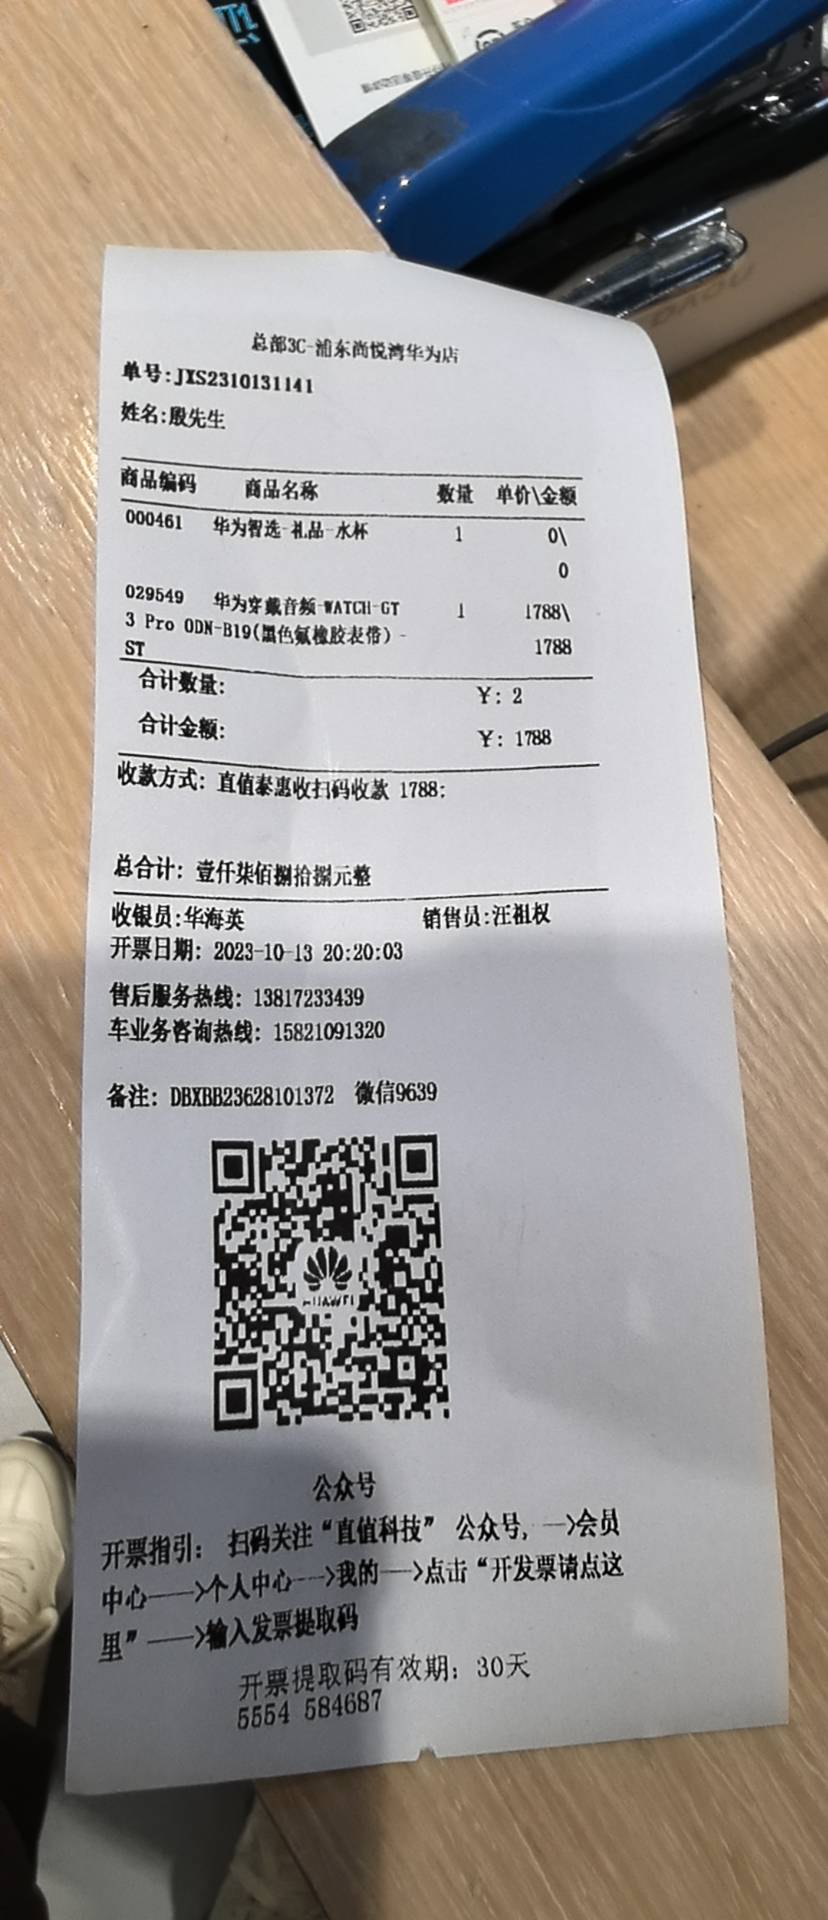 总部3C-浦东尚悦湾华为店
单号:JXS2310131141
姓名:殷先生
商品编码 商品名称 数量 单价\金额
000461 华为智选-礼品-水杯 1 0\
0
029549 华为穿戴音频-WATCH-GT 1 1788\
3 Pro ODN-B19(黑色氟橡胶表带)- 1788
ST
合计数量: ￥: 2
合计金额: ￥: 1788
收款方式: 直值泰惠收扫码收款 1788;
总合计: 壹仟柒佰捌拾捌元整
收银员:华海英 销售员:汪祖权
开票日期: 2023-10-13 20:20:03
售后服务热线: 13817233439
车业务咨询热线: 15821091320
备注: DBXBB23628101372 微信9639
HUAWEI
公众号
开票指引: 扫码关注“直值科技” 公众号, —>会员
中心——>个人中心--->我的—->点击“开发票请点这
里” ——>输入发票提取码
开票提取码有效期: 30天
5554 584687